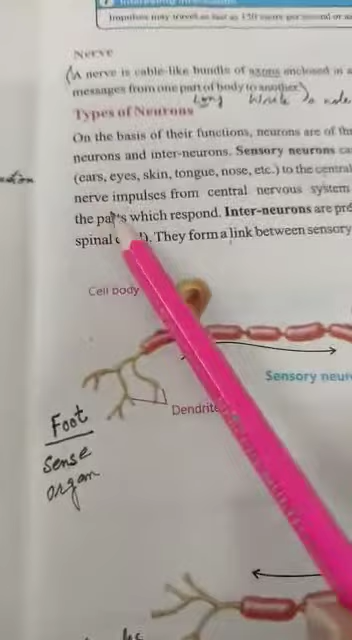 Impulses may travel as fast as 150 meter per second or
Nerve
(A nerve is cable-like bundle of axons enclosed in a
messages from one part of body to another)
Long
Types of Neurons
On the basis of their functions, neurons are of th
neurons and inter-neurons. Sensory neurons ca
(ears, eyes, skin, tongue, nose, etc.) to the central
nerve impulses from central nervous system
the parts which respond. Inter-neurons are pre
spinal They form a link between sensory
Cell body
Sensory neur
Dendrite
Foot
Sense
organ